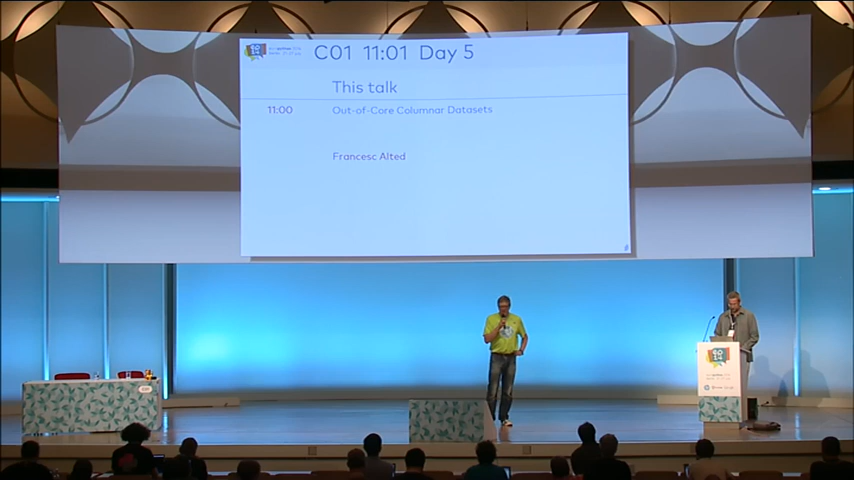 C01 11:01 Day 5
This talk
11:00 Out-of-Core Columnar Datasets
Francesc Alted